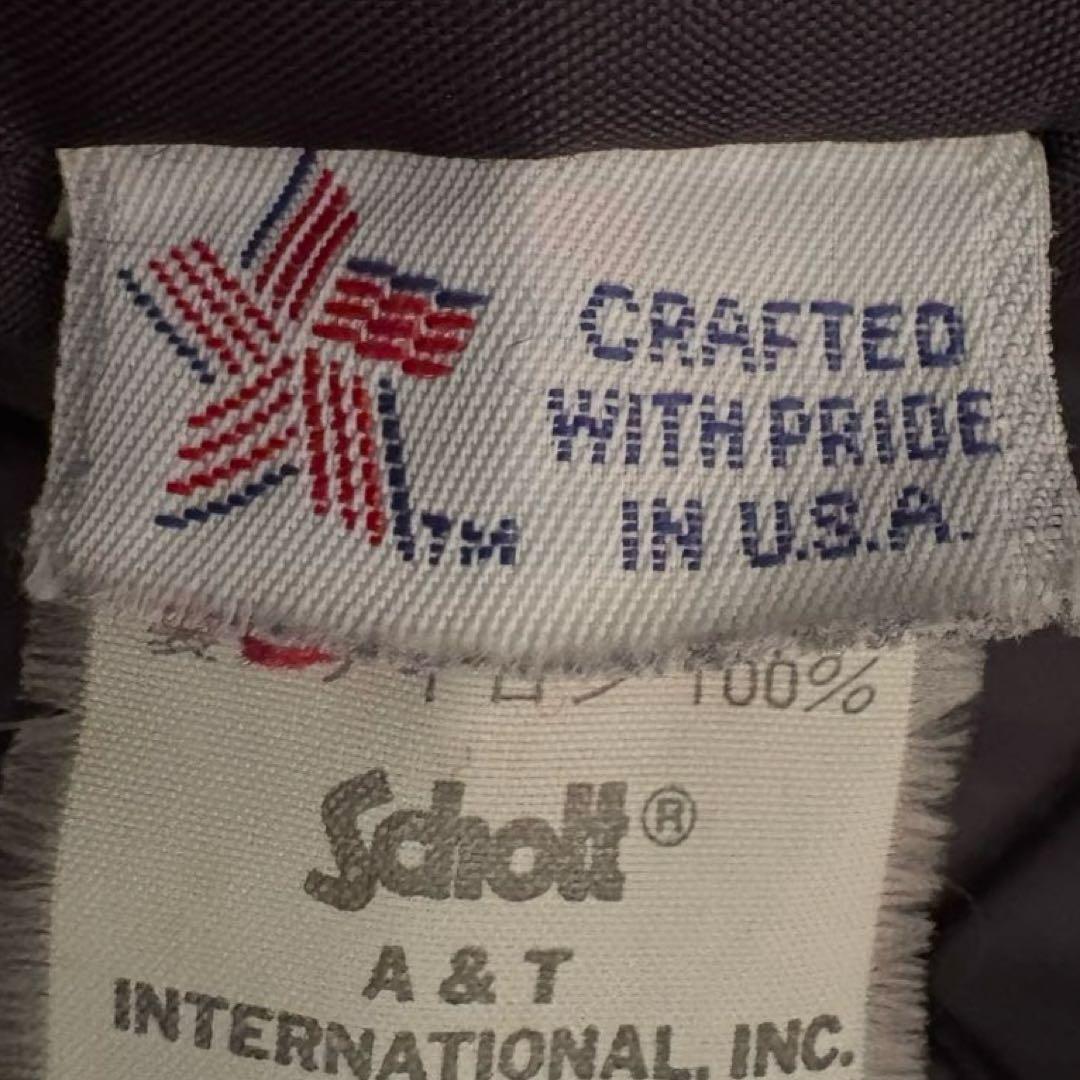 TM
CRAFTED
WITH PRIDE
IN U.S.A.
100%
Schott®
A & T
INTERNATIONAL, INC.